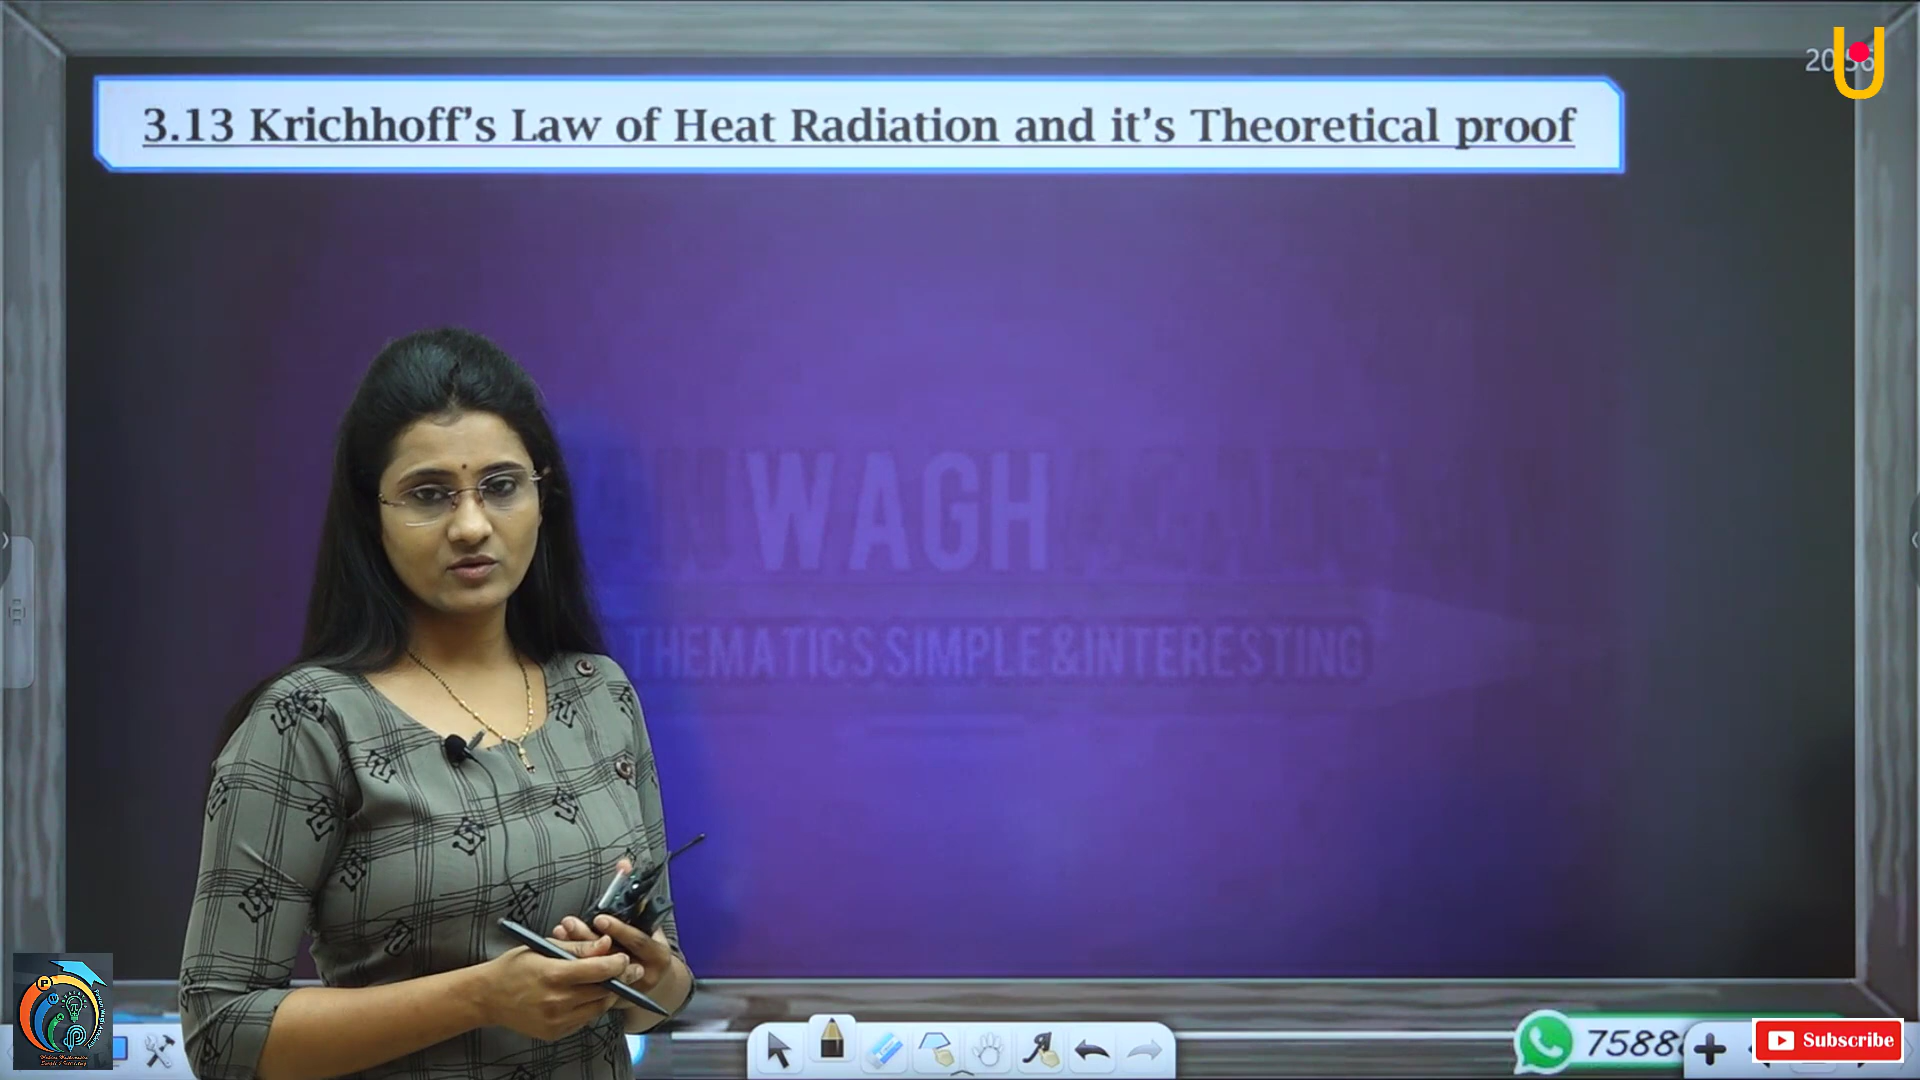 3.13 Krichhoff's Law of Heat Radiation and it's Theoretical proof
WAGH
THEMATICS SIMPLE & INTERESTING
7588
Subscribe